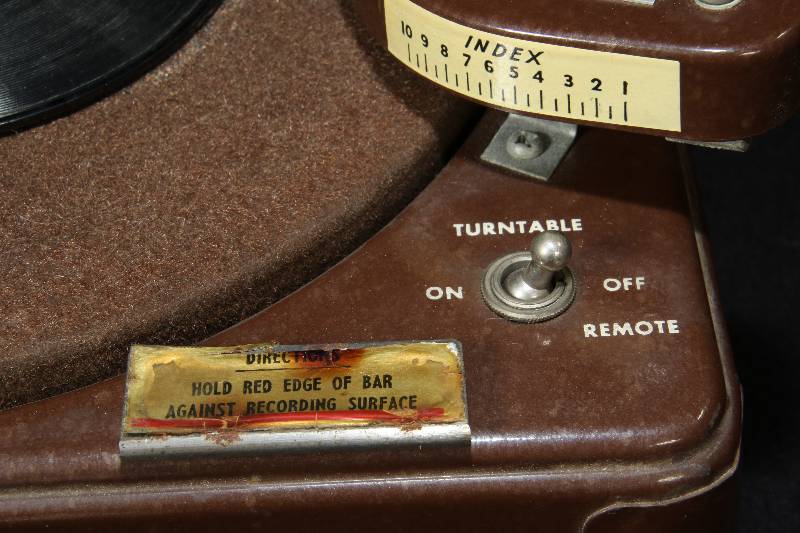 INDEX
10 9 8 7 6 5 4 3 2 1
TURNTABLE
ON OFF
REMOTE
DIRECTIONS
HOLD RED EDGE OF BAR
AGAINST RECORDING SURFACE